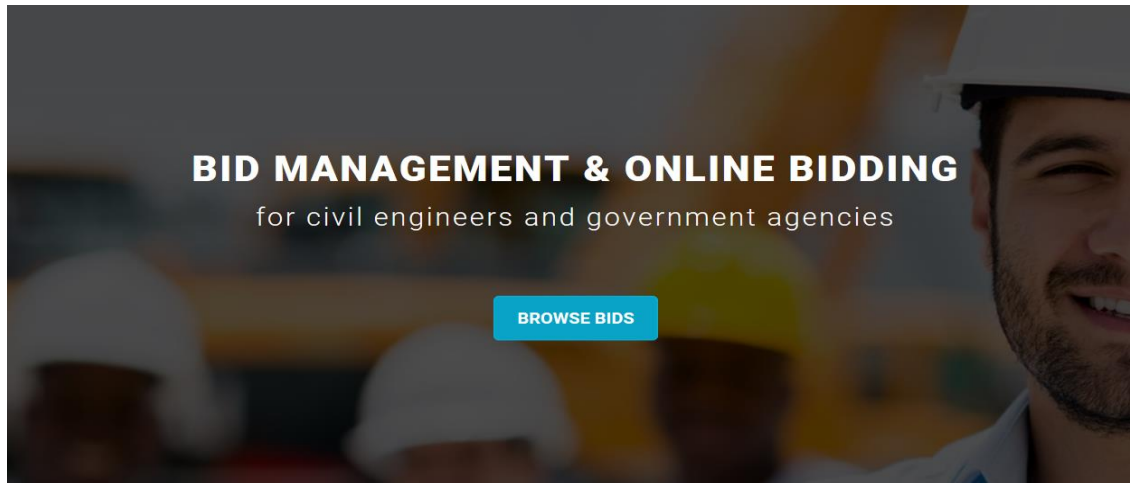 BID MANAGEMENT & ONLINE BIDDING
for civil engineers and government agencies
BROWSE BIDS